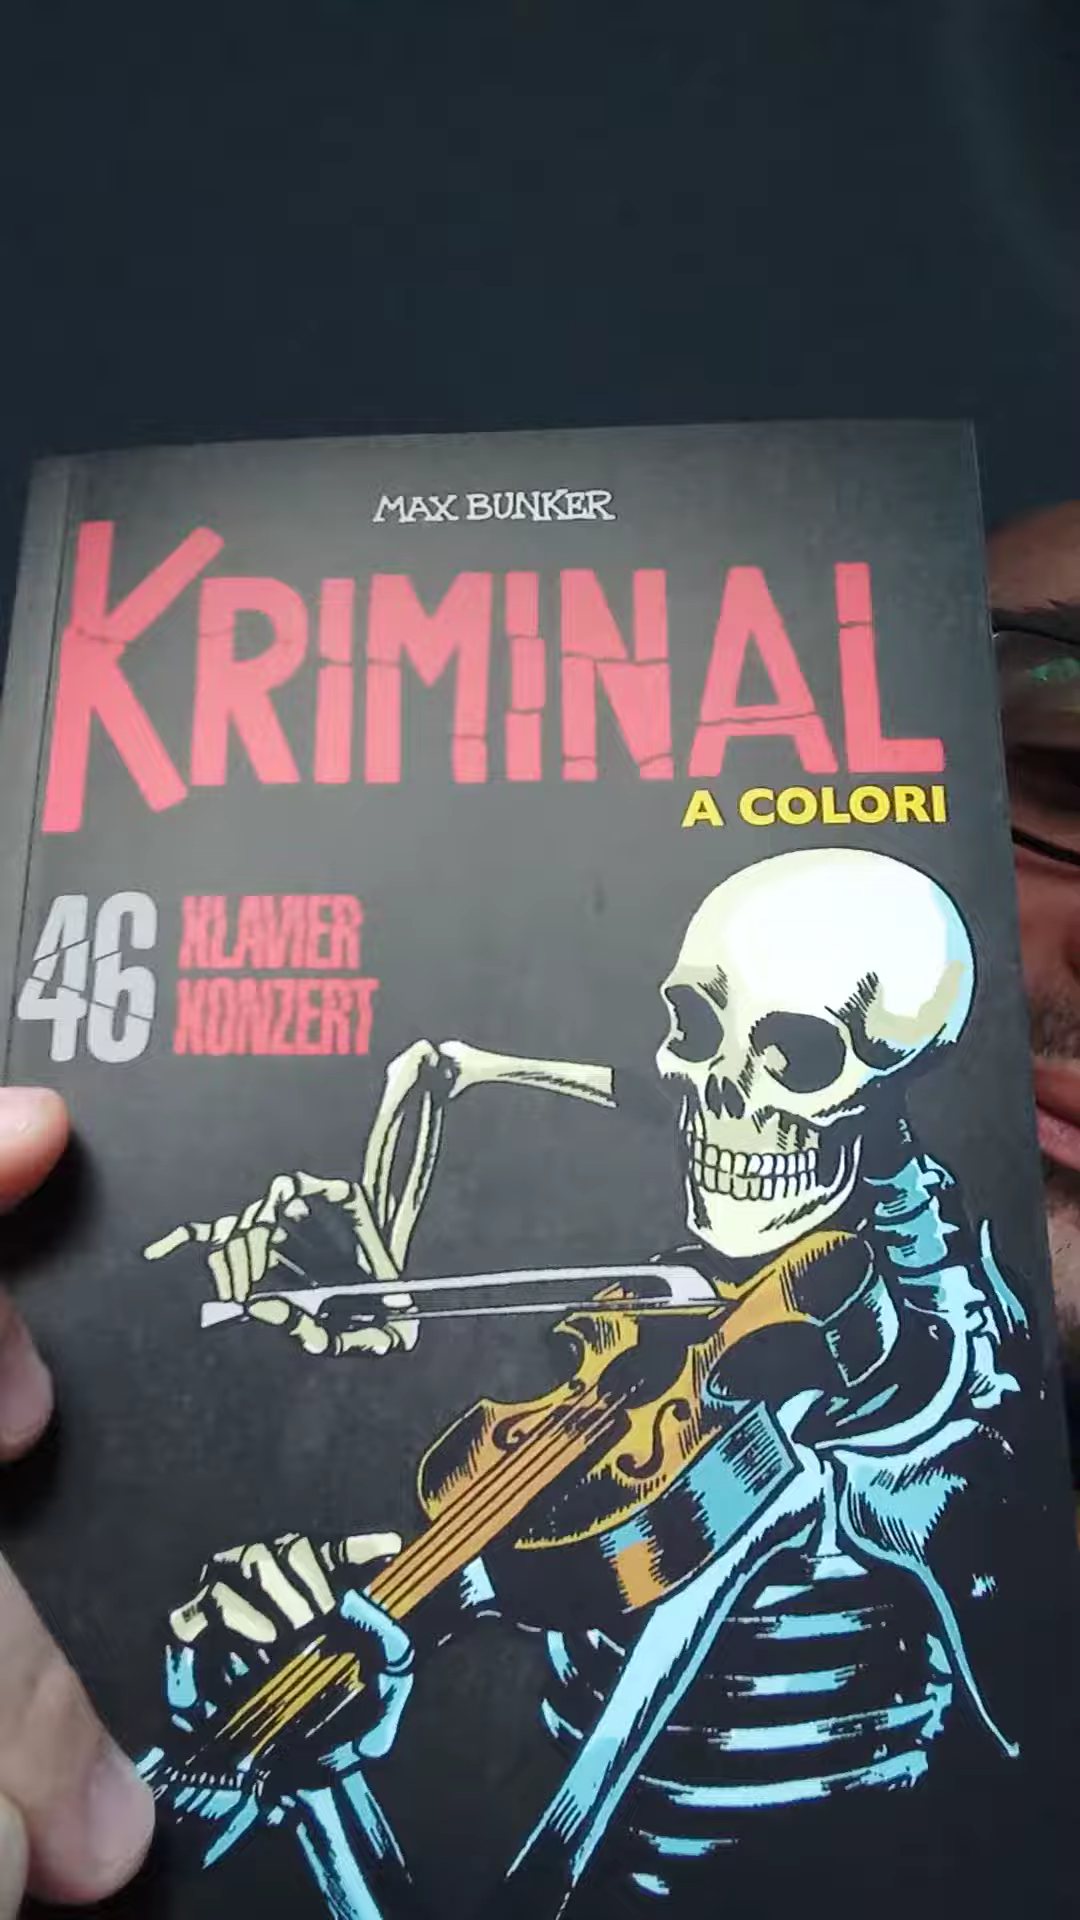 MAX BUNKER
KRIMINAL
A COLORI
46 KLAVIER
KONZERT